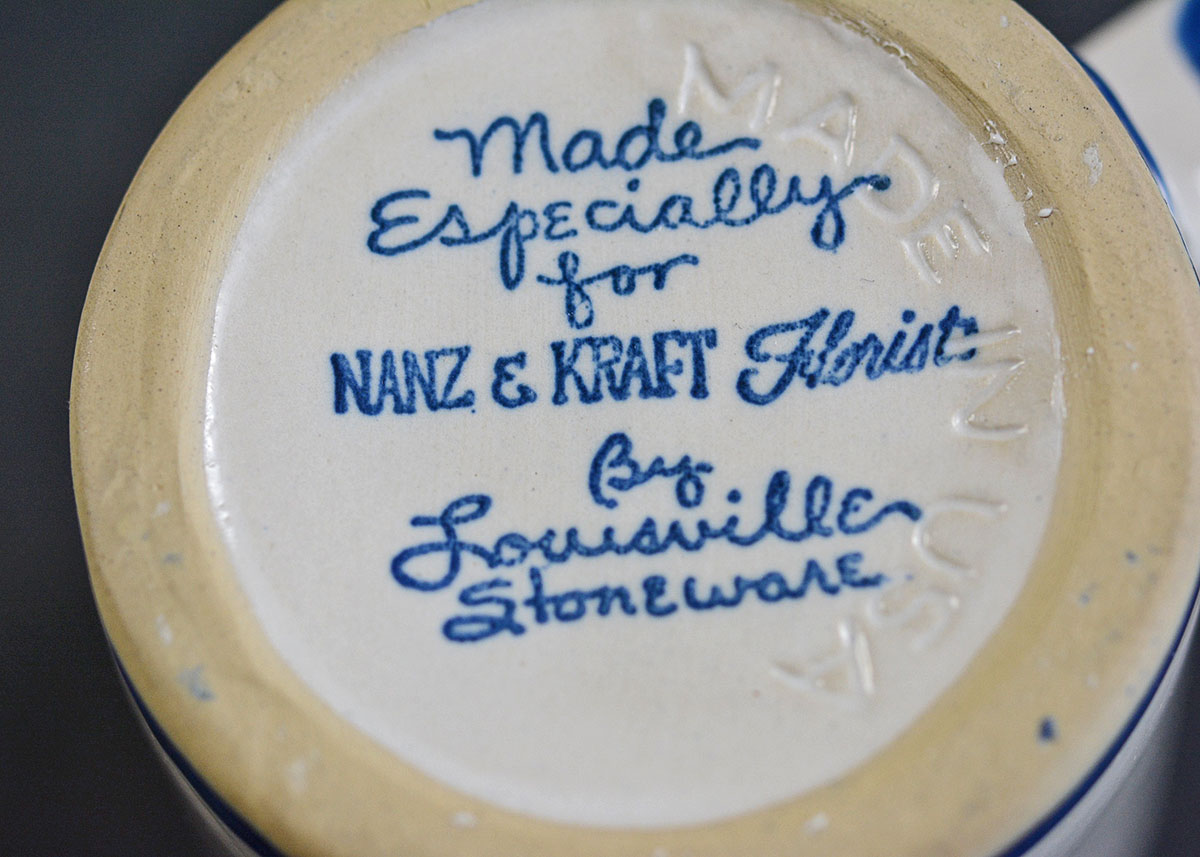 Made
Especially
for
NANZ & KRAFT Florist
By
Louisville
Stoneware
MADE IN USA